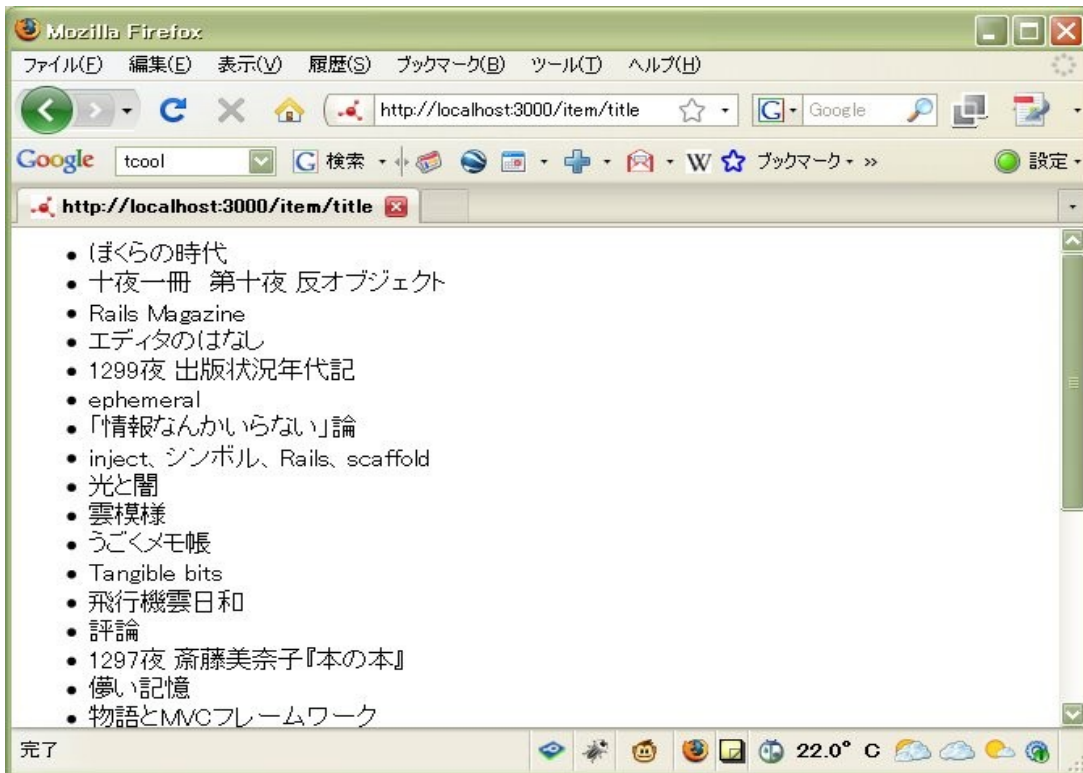 Mozilla Firefox
ファイル(F) 編集(E) 表示(V) 履歴(S) ブックマーク(B) ツール(T) ヘルプ(H)
http://localhost:3000/item/title G Google
Google tcool G 検索 W ブックマーク » 設定
http://localhost:3000/item/title
• ぼくらの時代
• 十夜一冊 第十夜 反オブジェクト
• Rails Magazine
• エディタのはなし
• 1299夜 出版状況年代記
• ephemeral
• 「情報なんかいらない」論
• inject、シンボル、Rails、scaffold
• 光と闇
• 雲模様
• うごくメモ帳
• Tangible bits
• 飛行機雲日和
• 評論
• 1297夜 斎藤美奈子『本の本』
• 儚い記憶
• 物語とMVCフレームワーク
完了 22.0° C